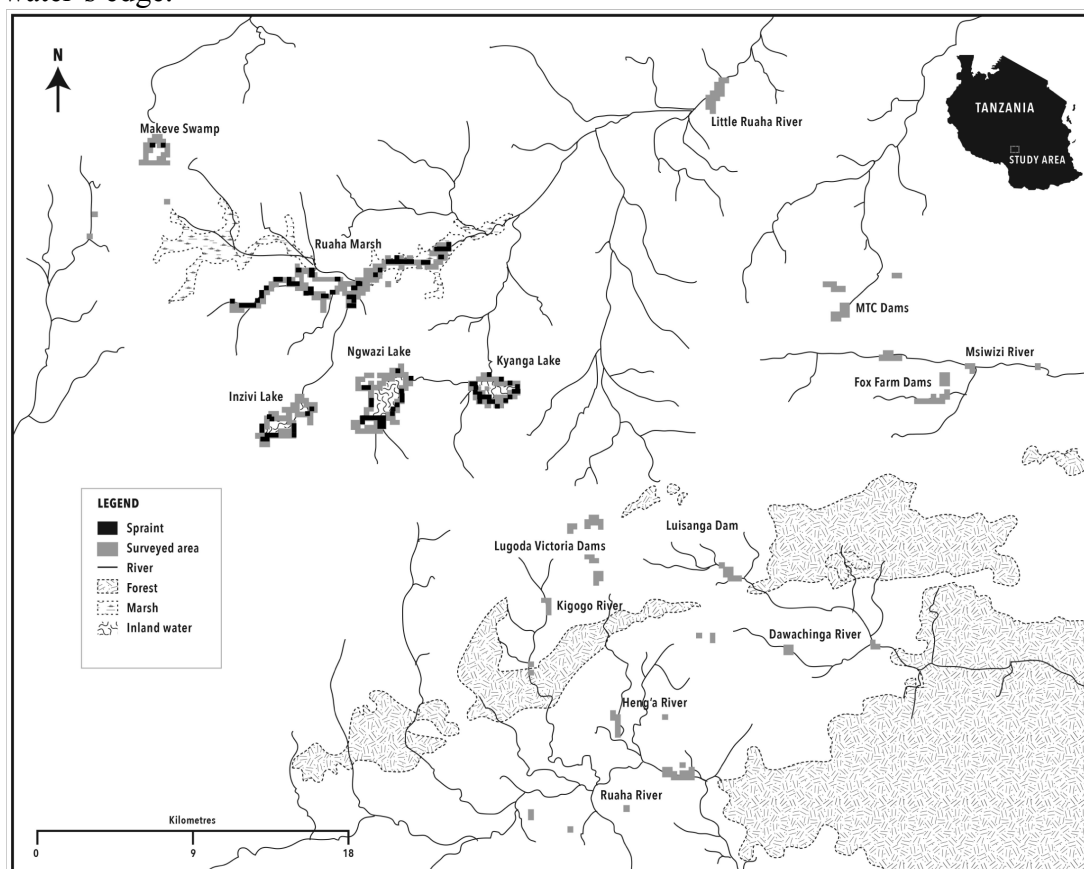 water's edge.
N
TANZANIA
STUDY AREA
Makeve Swamp
Little Ruaha River
Ruaha Marsh
MTC Dams
Ngwazi Lake
Kyanga Lake
Msiwizi River
Fox Farm Dams
Inzivi Lake
LEGEND
Spraint
Surveyed area
River
Forest
Marsh
Inland water
Luisanga Dam
Lugoda Victoria Dams
Kigogo River
Dawachinga River
Heng'a River
Ruaha River
Kilometres
0 9 18